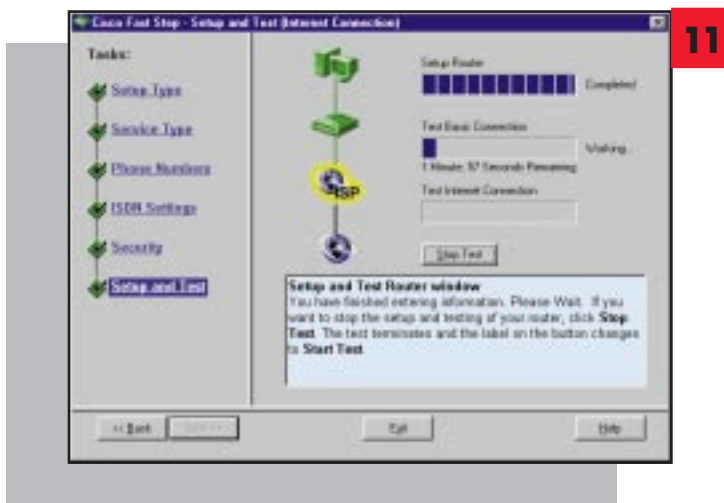 Cisco Fast Step - Setup and Test (Internet Connection)
11
Tasks:
Setup Type
Service Type
Phone Numbers
ISDN Settings
Security
Setup and Test
Setup Router
Completed
Test Basic Connection
Working...
1 Minute, 57 Seconds Remaining
Test Internet Connection
ISP
Stop Test
Setup and Test Router window
You have finished entering information. Please Wait. If you
want to stop the setup and testing of your router, click Stop
Test. The test terminates and the label on the button changes
to Start Test
<< Back
Exit
Help